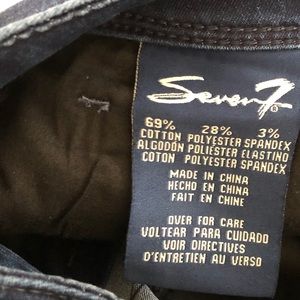 Seven7
69% 28% 3%
COTTON POLYESTER SPANDEX
ALGODÓN POLIESTER ELASTINO
COTON POLYESTER SPANDEX
MADE IN CHINA
HECHO EN CHINA
FAIT EN CHINE
OVER FOR CARE
VOLTEAR PARA CUIDADO
VOIR DIRECTIVES
D'ENTRETIEN AU VERSO